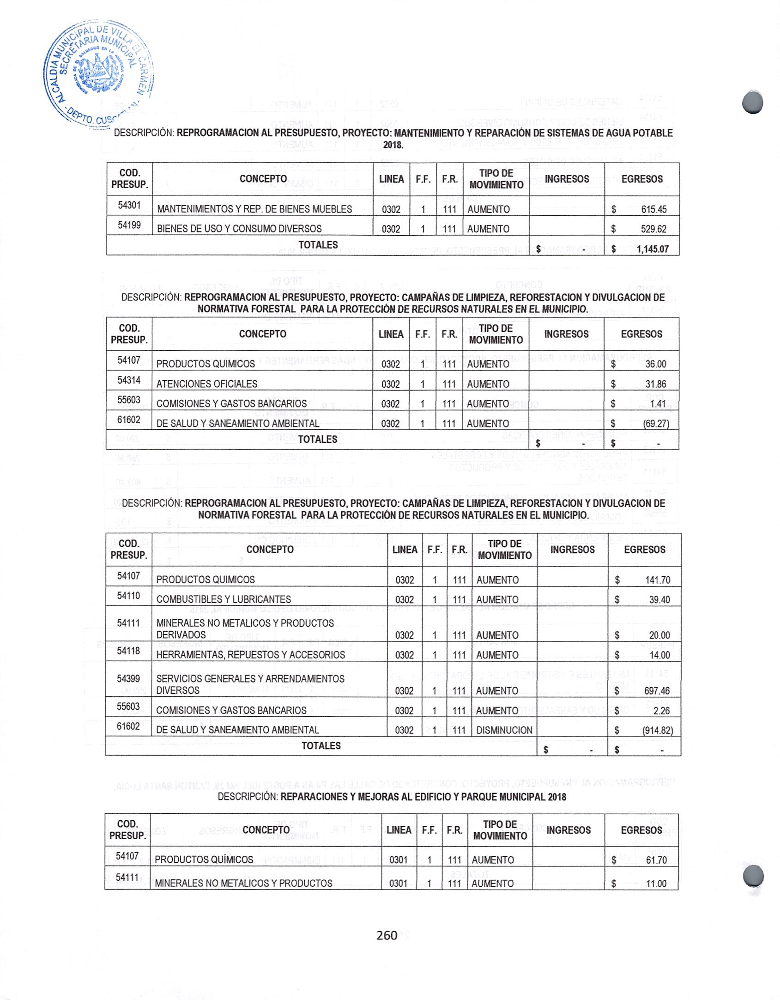 ALCALDIA MUNICIPAL DE VILLA EL CARMEN
SECRETARIA MUNICIPAL
REPUBLICA DE EL SALVADOR EN LA AMERICA CENTRAL
- DEPTO.
DESCRIPCIÓN: REPROGRAMACION AL PRESUPUESTO, PROYECTO: MANTENIMIENTO Y REPARACIÓN DE SISTEMAS DE AGUA POTABLE
2018.
COD. PRESUP. CONCEPTO LINEA F.F. F.R. TIPO DE MOVIMIENTO INGRESOS EGRESOS
54301 MANTENIMIENTOS Y REP. DE BIENES MUEBLES 0302 1 111 AUMENTO $ 615.45
54199 BIENES DE USO Y CONSUMO DIVERSOS 0302 1 111 AUMENTO $ 529.62
TOTALES $ - $ 1,145.07
DESCRIPCIÓN: REPROGRAMACION AL PRESUPUESTO, PROYECTO: CAMPAÑAS DE LIMPIEZA, REFORESTACION Y DIVULGACION DE
NORMATIVA FORESTAL PARA LA PROTECCIÓN DE RECURSOS NATURALES EN EL MUNICIPIO.
COD. PRESUP. CONCEPTO LINEA F.F. F.R. TIPO DE MOVIMIENTO INGRESOS EGRESOS
54107 PRODUCTOS QUIMICOS 0302 1 111 AUMENTO $ 36.00
54314 ATENCIONES OFICIALES 0302 1 111 AUMENTO $ 31.86
55603 COMISIONES Y GASTOS BANCARIOS 0302 1 111 AUMENTO $ 1.41
61602 DE SALUD Y SANEAMIENTO AMBIENTAL 0302 1 111 AUMENTO $ (69.27)
TOTALES $ - $ -
DESCRIPCIÓN: REPROGRAMACION AL PRESUPUESTO, PROYECTO: CAMPAÑAS DE LIMPIEZA, REFORESTACION Y DIVULGACION DE
NORMATIVA FORESTAL PARA LA PROTECCIÓN DE RECURSOS NATURALES EN EL MUNICIPIO.
COD. PRESUP. CONCEPTO LINEA F.F. F.R. TIPO DE MOVIMIENTO INGRESOS EGRESOS
54107 PRODUCTOS QUIMICOS 0302 1 111 AUMENTO $ 141.70
54110 COMBUSTIBLES Y LUBRICANTES 0302 1 111 AUMENTO $ 39.40
54111 MINERALES NO METALICOS Y PRODUCTOS
DERIVADOS 0302 1 111 AUMENTO $ 20.00
54118 HERRAMIENTAS, REPUESTOS Y ACCESORIOS 0302 1 111 AUMENTO $ 14.00
54399 SERVICIOS GENERALES Y ARRENDAMIENTOS
DIVERSOS 0302 1 111 AUMENTO $ 697.46
55603 COMISIONES Y GASTOS BANCARIOS 0302 1 111 AUMENTO $ 2.26
61602 DE SALUD Y SANEAMIENTO AMBIENTAL 0302 1 111 DISMINUCION $ (914.82)
TOTALES $ - $ -
DESCRIPCIÓN: REPARACIONES Y MEJORAS AL EDIFICIO Y PARQUE MUNICIPAL 2018
COD. PRESUP. CONCEPTO LINEA F.F. F.R. TIPO DE MOVIMIENTO INGRESOS EGRESOS
54107 PRODUCTOS QUÍMICOS 0301 1 111 AUMENTO $ 61.70
54111 MINERALES NO METALICOS Y PRODUCTOS 0301 1 111 AUMENTO $ 11.00
260